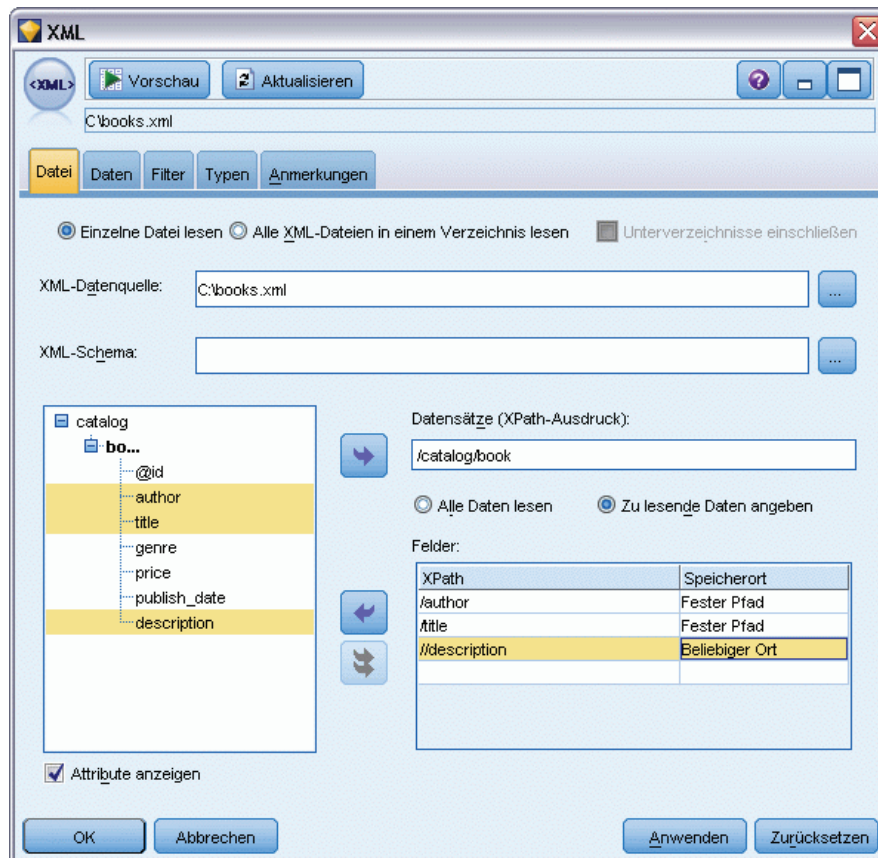 XML
<XML>
Vorschau
Aktualisieren
?
C:\books.xml
Datei
Daten
Filter
Typen
Anmerkungen
Einzelne Datei lesen
Alle XML-Dateien in einem Verzeichnis lesen
Unterverzeichnisse einschließen
XML-Datenquelle:
C:\books.xml
...
XML-Schema:
...
catalog
bo...
@id
author
title
genre
price
publish_date
description
Attribute anzeigen
Datensätze (XPath-Ausdruck):
/catalog/book
Alle Daten lesen
Zu lesende Daten angeben
Felder:
XPath Speicherort
/author Fester Pfad
/title Fester Pfad
//description Beliebiger Ort
OK
Abbrechen
Anwenden
Zurücksetzen